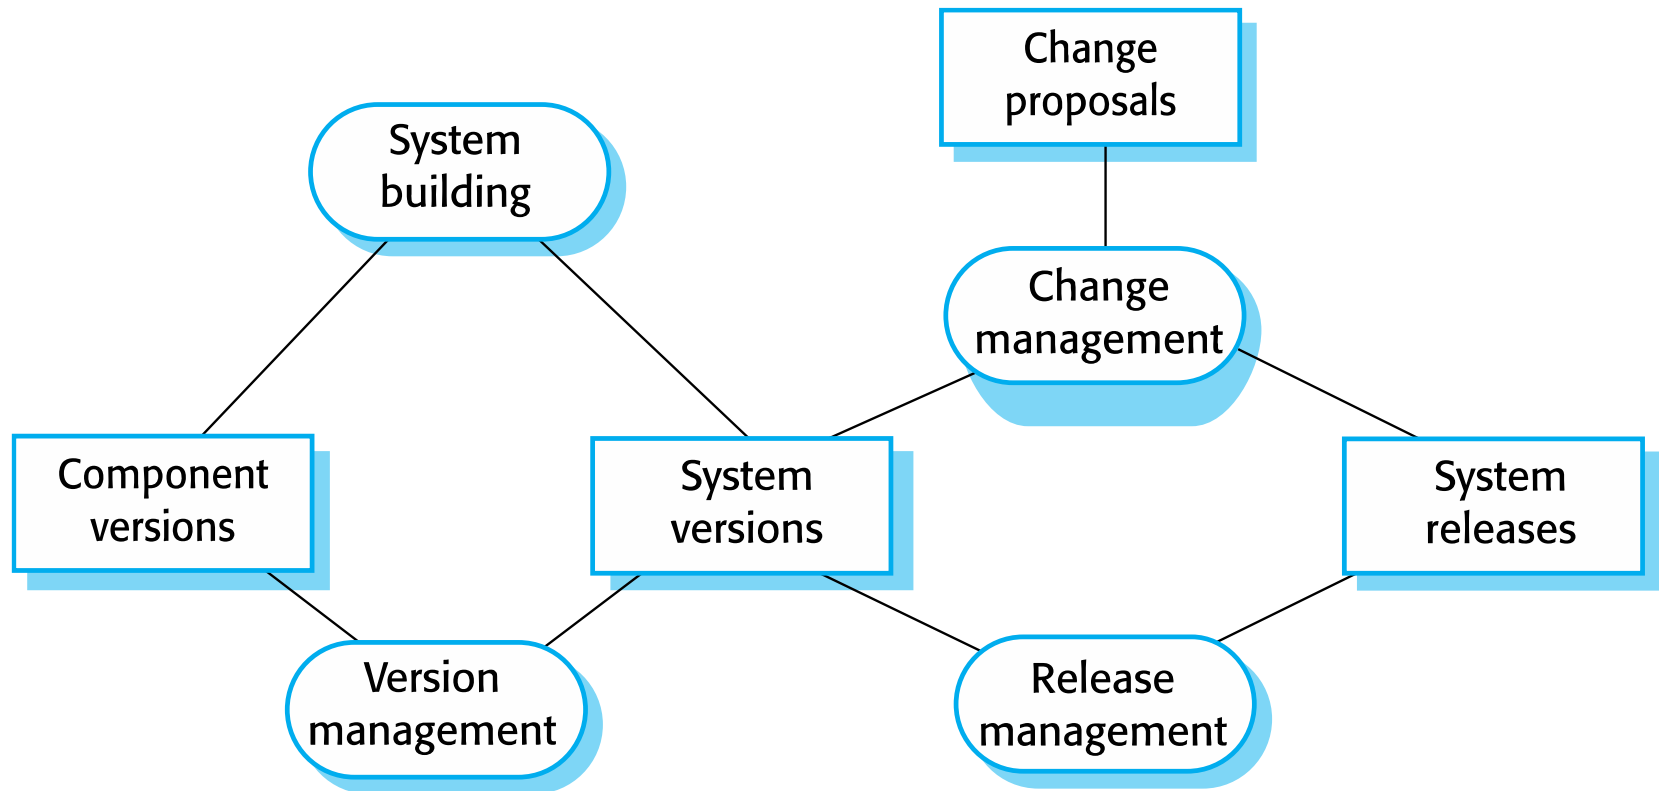 Change
proposals
System
building
Change
management
Component
versions
System
versions
System
releases
Version
management
Release
management